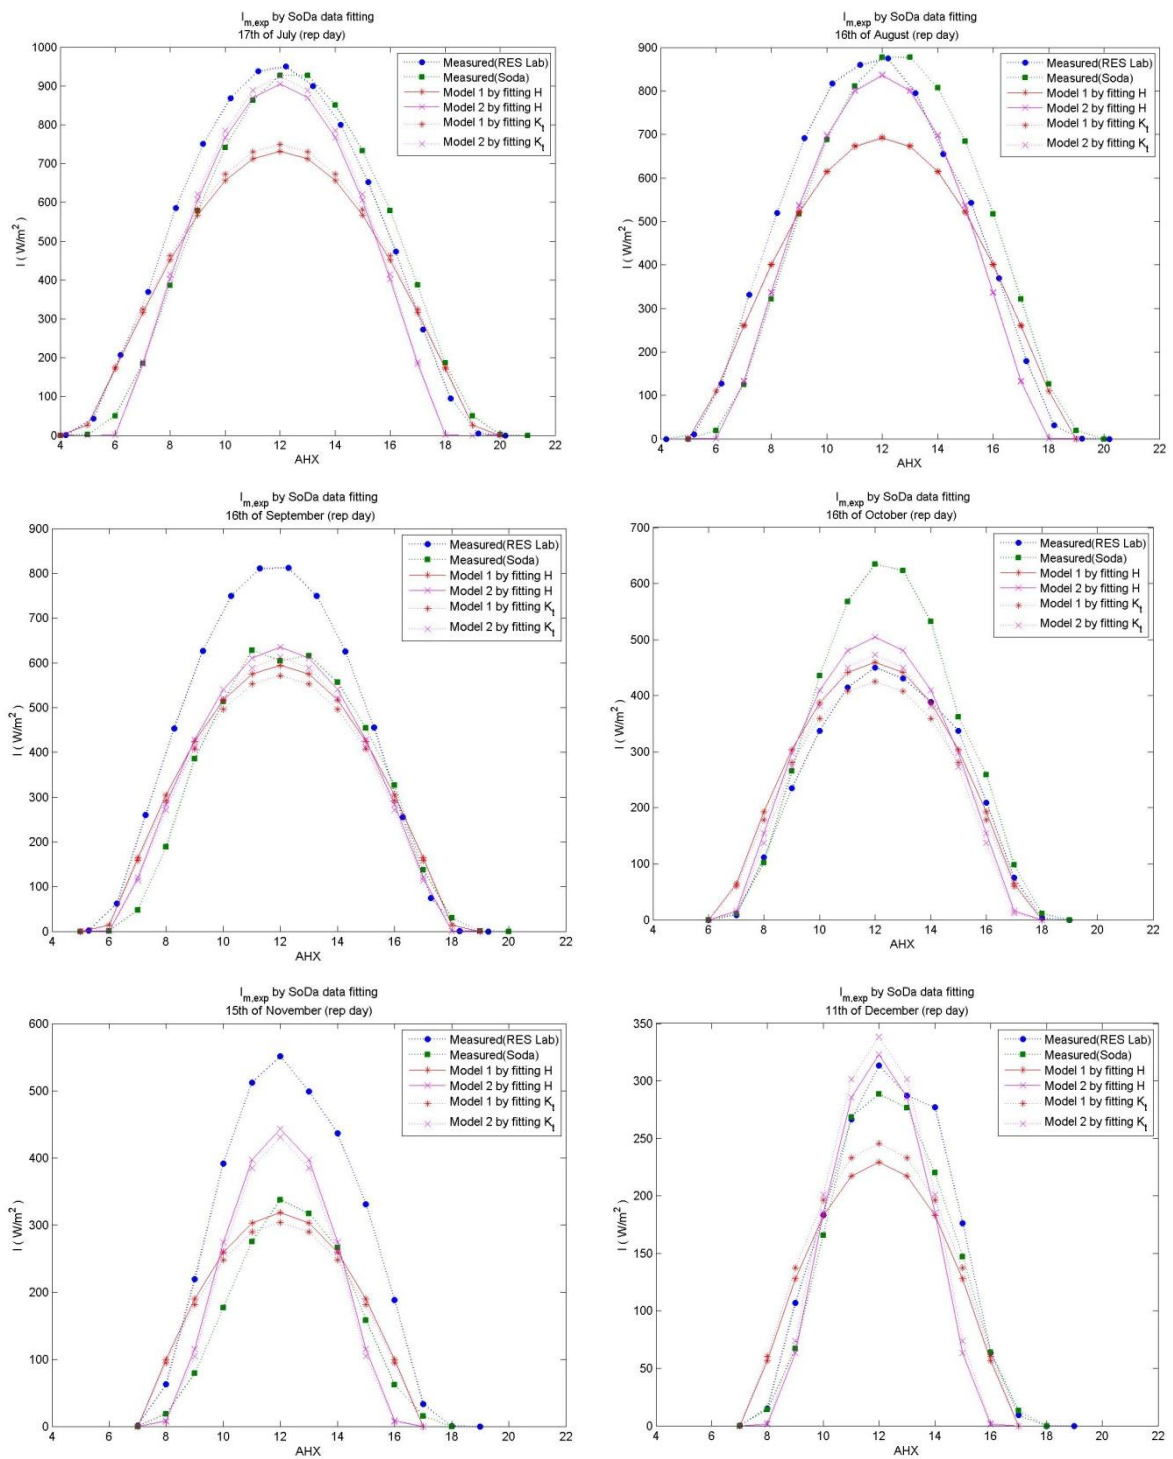 I_m,exp by SoDa data fitting
17th of July (rep day)
1000
900
800
700
600
500
400
300
200
100
0
I ( W/m²)
4 6 8 10 12 14 16 18 20 22
AHX
Measured(RES Lab)
Measured(Soda)
Model 1 by fitting H
Model 2 by fitting H
Model 1 by fitting K_t
Model 2 by fitting K_t
I_m,exp by SoDa data fitting
16th of August (rep day)
900
800
700
600
500
400
300
200
100
0
I ( W/m²)
4 6 8 10 12 14 16 18 20 22
AHX
Measured(RES Lab)
Measured(Soda)
Model 1 by fitting H
Model 2 by fitting H
Model 1 by fitting K_t
Model 2 by fitting K_t
I_m,exp by SoDa data fitting
16th of September (rep day)
900
800
700
600
500
400
300
200
100
0
I ( W/m²)
4 6 8 10 12 14 16 18 20 22
AHX
Measured(RES Lab)
Measured(Soda)
Model 1 by fitting H
Model 2 by fitting H
Model 1 by fitting K_t
Model 2 by fitting K_t
I_m,exp by SoDa data fitting
16th of October (rep day)
700
600
500
400
300
200
100
0
I ( W/m²)
4 6 8 10 12 14 16 18 20 22
AHX
Measured(RES Lab)
Measured(Soda)
Model 1 by fitting H
Model 2 by fitting H
Model 1 by fitting K_t
Model 2 by fitting K_t
I_m,exp by SoDa data fitting
15th of November (rep day)
600
500
400
300
200
100
0
I ( W/m²)
4 6 8 10 12 14 16 18 20 22
AHX
Measured(RES Lab)
Measured(Soda)
Model 1 by fitting H
Model 2 by fitting H
Model 1 by fitting K_t
Model 2 by fitting K_t
I_m,exp by SoDa data fitting
11th of December (rep day)
350
300
250
200
150
100
50
0
I ( W/m²)
4 6 8 10 12 14 16 18 20 22
AHX
Measured(RES Lab)
Measured(Soda)
Model 1 by fitting H
Model 2 by fitting H
Model 1 by fitting K_t
Model 2 by fitting K_t